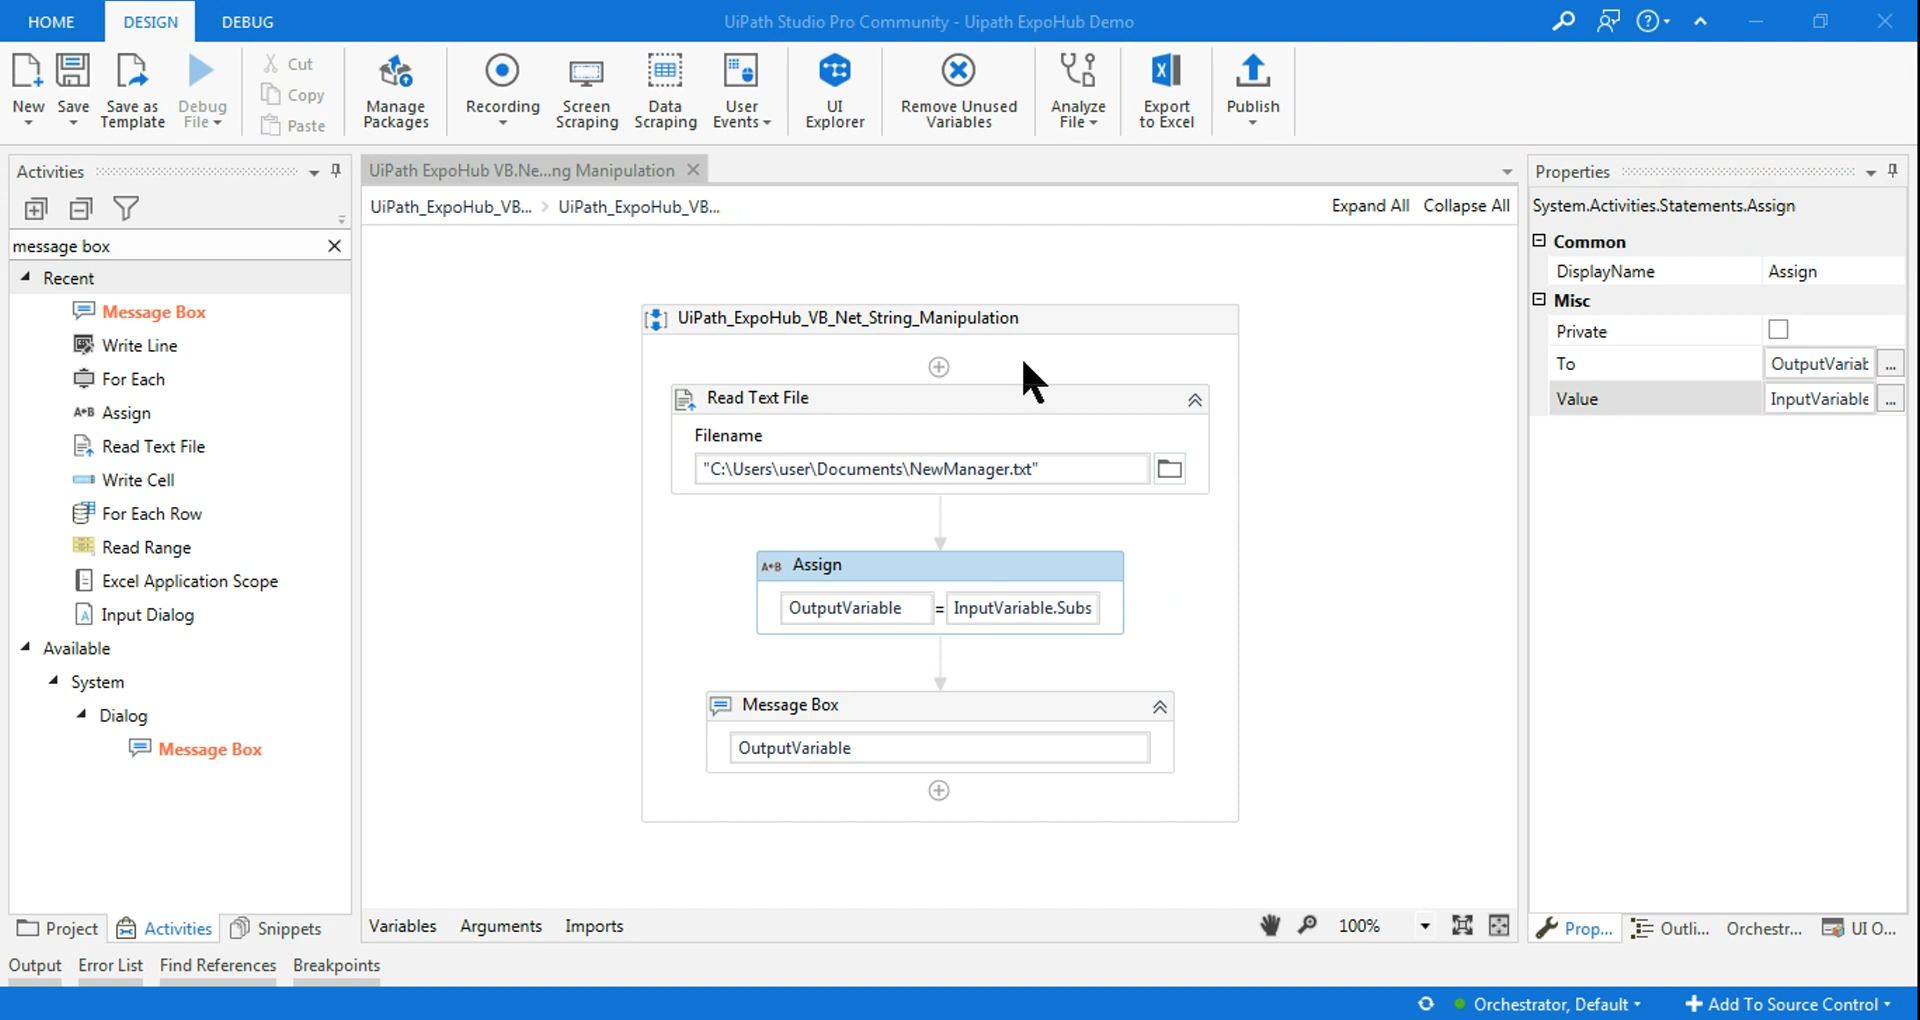 HOME DESIGN DEBUG UiPath Studio Pro Community - Uipath ExpoHub Demo
New Save Save as Template Debug File Cut Copy Paste Manage Packages Recording Screen Scraping Data Scraping User Events UI Explorer Remove Unused Variables Analyze File Export to Excel Publish
Activities
message box
Recent
Message Box
Write Line
For Each
A•B Assign
Read Text File
Write Cell
For Each Row
Read Range
Excel Application Scope
Input Dialog
Available
System
Dialog
Message Box
Project Activities Snippets
UiPath ExpoHub VB.Ne...ng Manipulation
UiPath_ExpoHub_VB... > UiPath_ExpoHub_VB... Expand All Collapse All
UiPath_ExpoHub_VB_Net_String_Manipulation
Read Text File
Filename
"C:\Users\user\Documents\NewManager.txt"
A•B Assign
OutputVariable = InputVariable.Subs
Message Box
OutputVariable
Variables Arguments Imports 100%
Properties
System.Activities.Statements.Assign
Common
DisplayName Assign
Misc
Private
To OutputVariab ...
Value InputVariable ...
Prop... Outli... Orchestr... UI O...
Output Error List Find References Breakpoints
Orchestrator, Default Add To Source Control